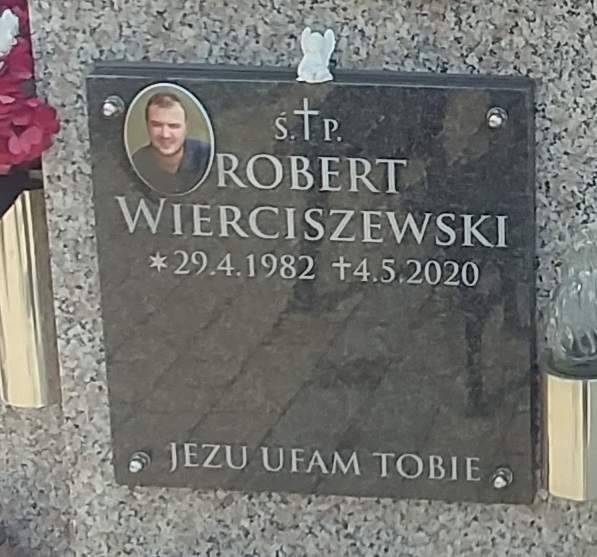 Ś.†P.
ROBERT
WIERCISZEWSKI
✶29.4.1982 †4.5.2020
JEZU UFAM TOBIE